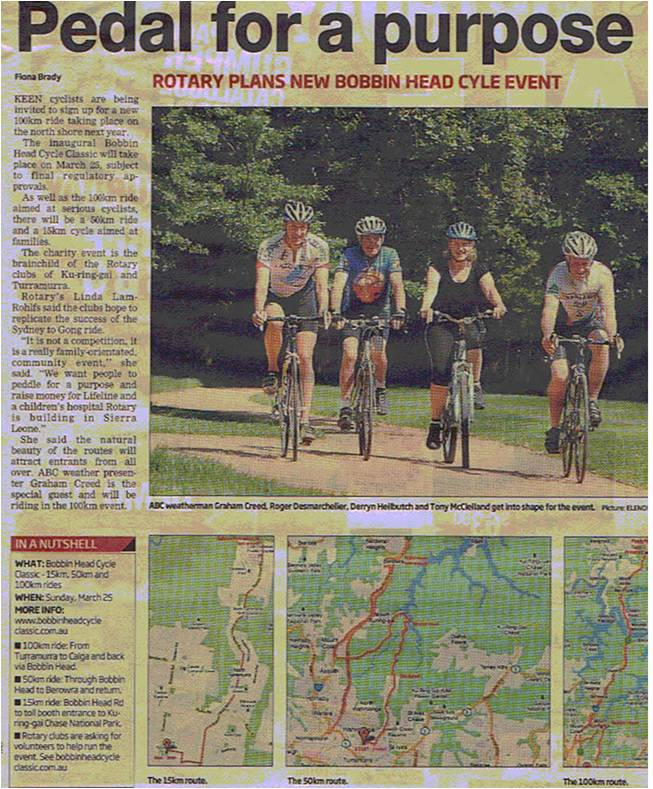 Pedal for a purpose
Fiona Brady
ROTARY PLANS NEW BOBBIN HEAD CYLE EVENT
KEEN cyclists are being
invited to sign up for a new
100km ride taking place on
the north shore next year.
The inaugural Bobbin
Head Cycle Classic will take
place on March 25, subject
to final regulatory ap-
provals.
As well as the 100km ride
aimed at serious cyclists,
there will be a 50km ride
and a 15km cycle aimed at
families.
The charity event is the
brainchild of the Rotary
clubs of Ku-ring-gai and
Turramurra.
Rotary's Linda Lam-
Rohlfs said the clubs hope to
replicate the success of the
Sydney to Gong ride.
"It is not a competition, it
is a really family-orientated,
community event," she
said. "We want people to
peddle for a purpose and
raise money for Lifeline and
a children's hospital Rotary
is building in Sierra
Leone."
She said the natural
beauty of the routes will
attract entrants from all
over. ABC weather presen-
ter Graham Creed is the
special guest and will be
riding in the 100km event.
ABC weatherman Graham Creed, Roger Desmarchelier, Derryn Heilbutch and Tony McClelland get into shape for the event. Picture: ELENOR
IN A NUTSHELL
WHAT: Bobbin Head Cycle
Classic - 15km, 50km and
100km rides
WHEN: Sunday, March 25
MORE INFO:
www.bobbinheadcycle
classic.com.au
■ 100km ride: From
Turramurra to Calga and back
via Bobbin Head.
■ 50km ride: Through Bobbin
Head to Berowra and return.
■ 15km ride: Bobbin Head Rd
to toll booth entrance to Ku-
ring-gai Chase National Park.
■ Rotary clubs are asking for
volunteers to help run the
event. See bobbinheadcycle
classic.com.au
The 15km route.
The 50km route.
The 100km route.